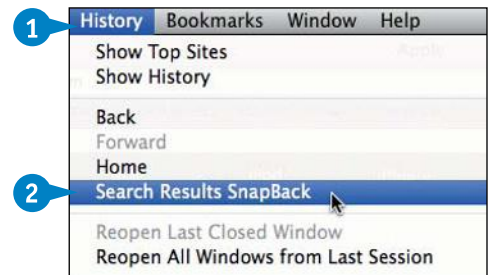 1
History Bookmarks Window Help
Show Top Sites
Show History
Back
Forward
Home
2
Search Results SnapBack
Reopen Last Closed Window
Reopen All Windows from Last Session